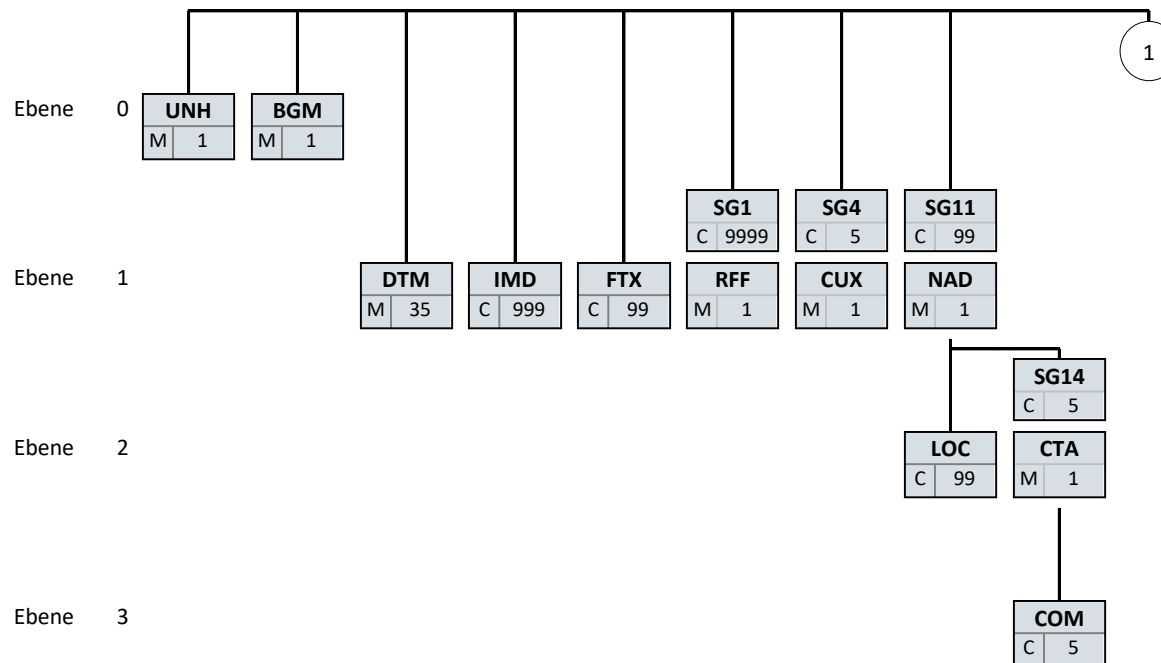 1
Ebene 0
UNH BGM
M 1 M 1
SG1 SG4 SG11
C 9999 C 5 C 99
Ebene 1
DTM IMD FTX RFF CUX NAD
M 35 C 999 C 99 M 1 M 1 M 1
SG14
C 5
Ebene 2
LOC CTA
C 99 M 1
Ebene 3
COM
C 5